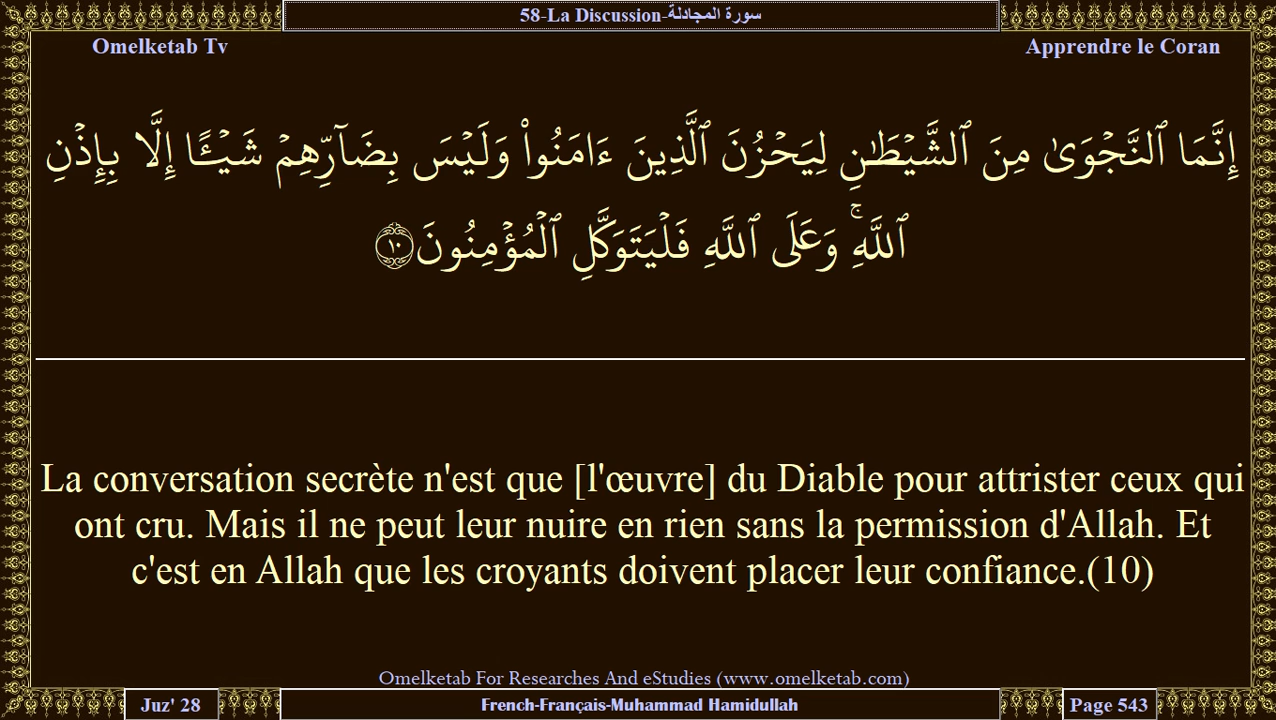 58-La Discussion-سورة المجادلة
Omelketab Tv
Apprendre le Coran
إِنَّمَا ٱلنَّجْوَىٰ مِنَ ٱلشَّيْطَٰنِ لِيَحْزُنَ ٱلَّذِينَ ءَامَنُوا۟ وَلَيْسَ بِضَآرِّهِمْ شَيْـًٔا إِلَّا بِإِذْنِ
ٱللَّهِ ۚ وَعَلَى ٱللَّهِ فَلْيَتَوَكَّلِ ٱلْمُؤْمِنُونَ ١٠
La conversation secrète n'est que [l'œuvre] du Diable pour attrister ceux qui
ont cru. Mais il ne peut leur nuire en rien sans la permission d'Allah. Et
c'est en Allah que les croyants doivent placer leur confiance.(10)
Omelketab For Researches And eStudies (www.omelketab.com)
Juz' 28
French-Français-Muhammad Hamidullah
Page 543